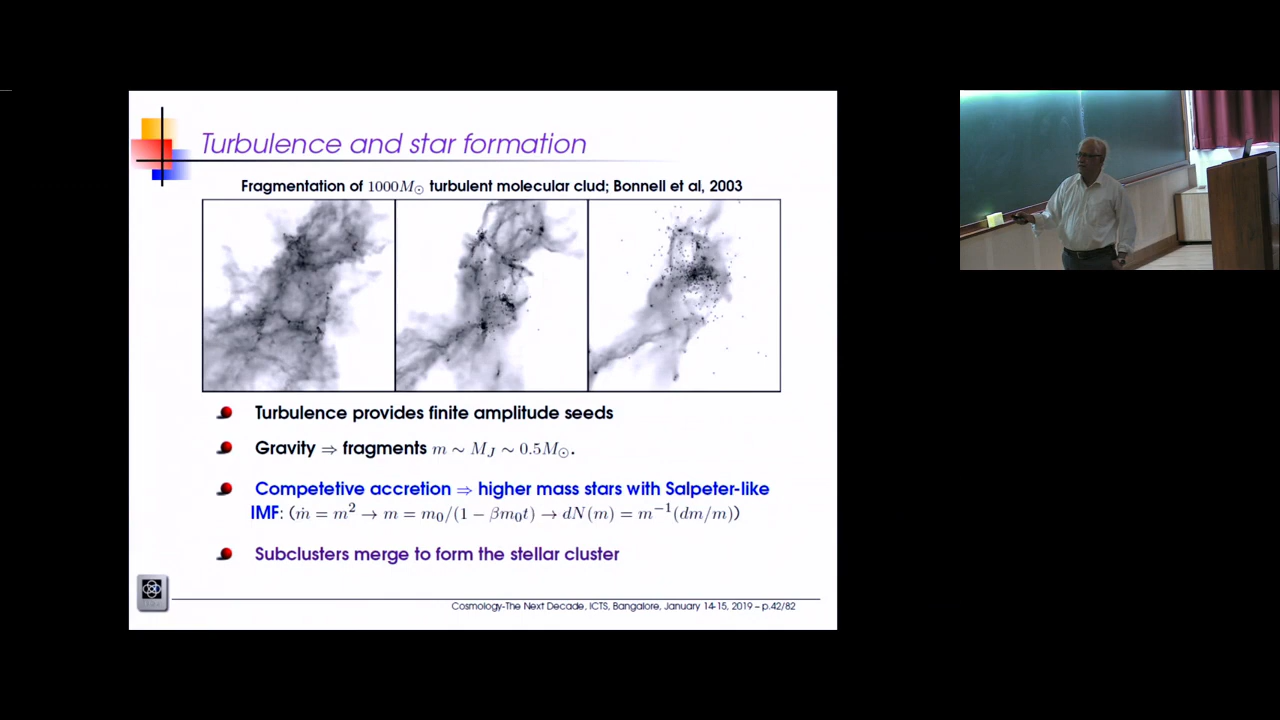 Turbulence and star formation
Fragmentation of 1000M⊙ turbulent molecular clud; Bonnell et al, 2003
Turbulence provides finite amplitude seeds
Gravity ⇒ fragments m ∼ M_J ∼ 0.5M⊙.
Competetive accretion ⇒ higher mass stars with Salpeter-like
IMF: (ṁ = m² → m = m₀/(1 − βm₀t) → dN(m) = m⁻¹(dm/m))
Subclusters merge to form the stellar cluster
Cosmology-The Next Decade, ICTS, Bangalore, January 14-15, 2019 – p.42/82